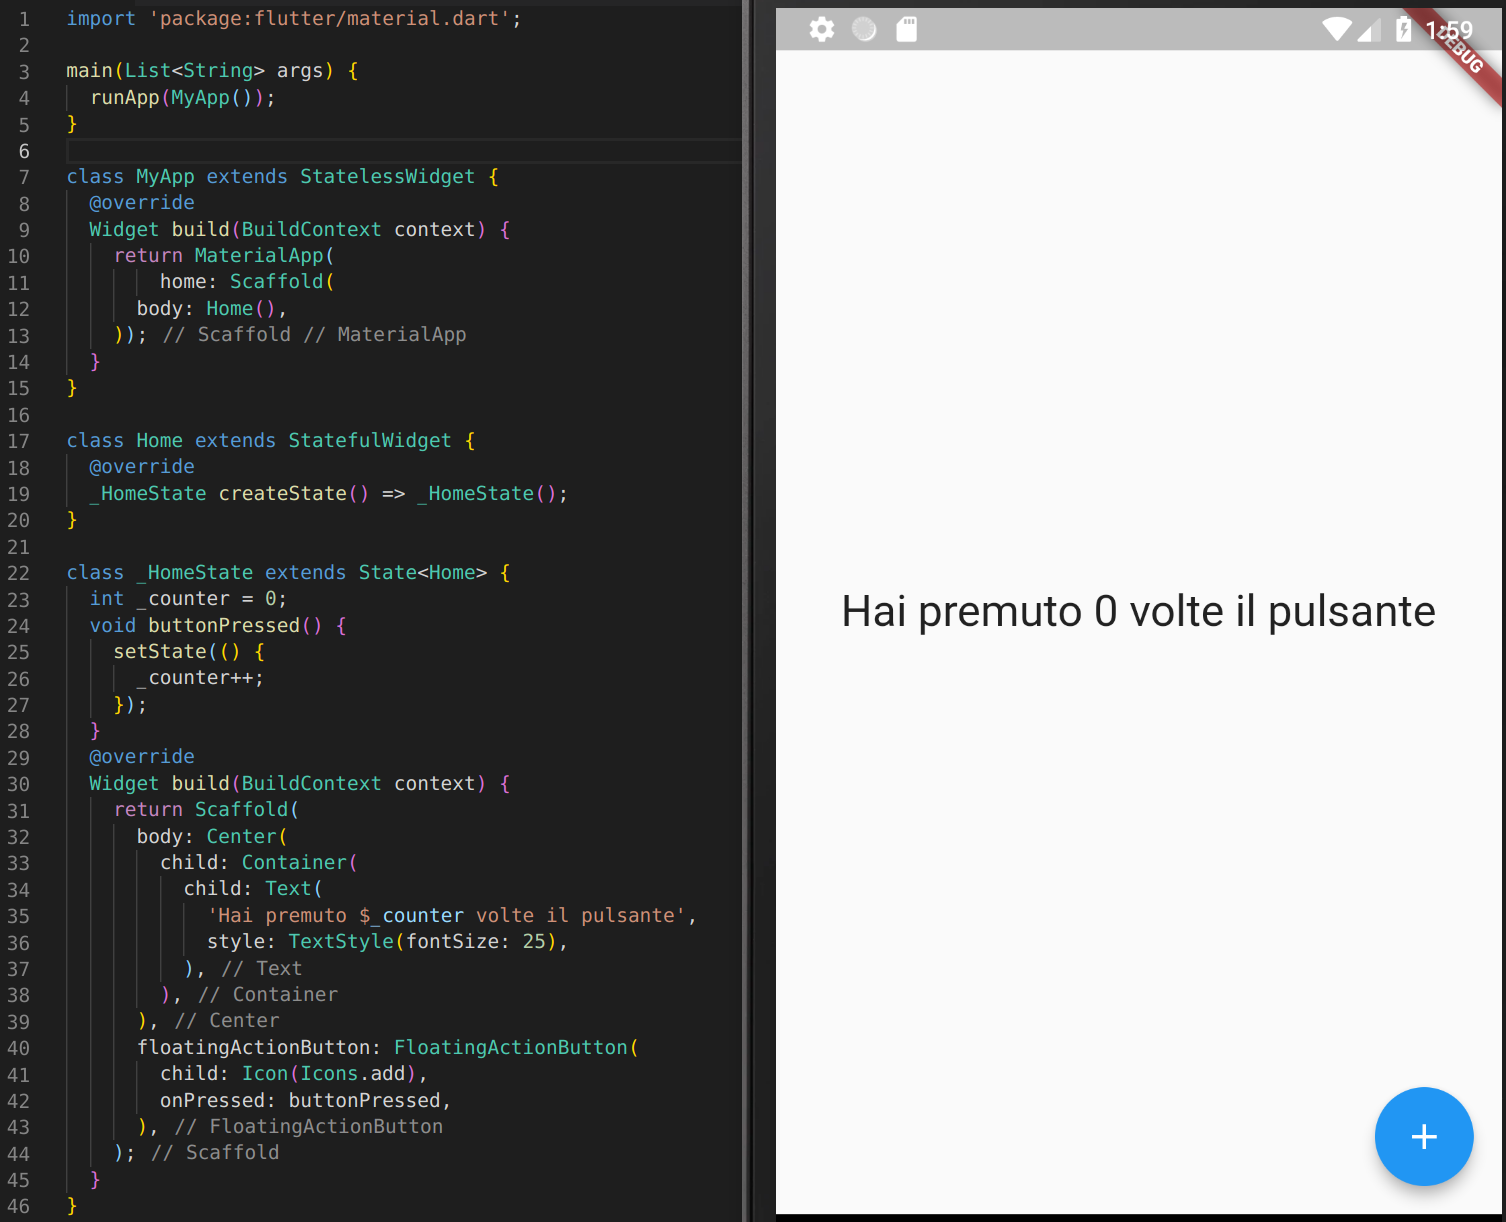 1 import 'package:flutter/material.dart';
2
3 main(List<String> args) {
4 runApp(MyApp());
5 }
6
7 class MyApp extends StatelessWidget {
8 @override
9 Widget build(BuildContext context) {
10 return MaterialApp(
11 home: Scaffold(
12 body: Home(),
13 )); // Scaffold // MaterialApp
14 }
15 }
16
17 class Home extends StatefulWidget {
18 @override
19 _HomeState createState() => _HomeState();
20 }
21
22 class _HomeState extends State<Home> {
23 int _counter = 0;
24 void buttonPressed() {
25 setState(() {
26 _counter++;
27 });
28 }
29 @override
30 Widget build(BuildContext context) {
31 return Scaffold(
32 body: Center(
33 child: Container(
34 child: Text(
35 'Hai premuto $_counter volte il pulsante',
36 style: TextStyle(fontSize: 25),
37 ), // Text
38 ), // Container
39 ), // Center
40 floatingActionButton: FloatingActionButton(
41 child: Icon(Icons.add),
42 onPressed: buttonPressed,
43 ), // FloatingActionButton
44 ); // Scaffold
45 }
46 }
1:59
DEBUG
Hai premuto 0 volte il pulsante
+